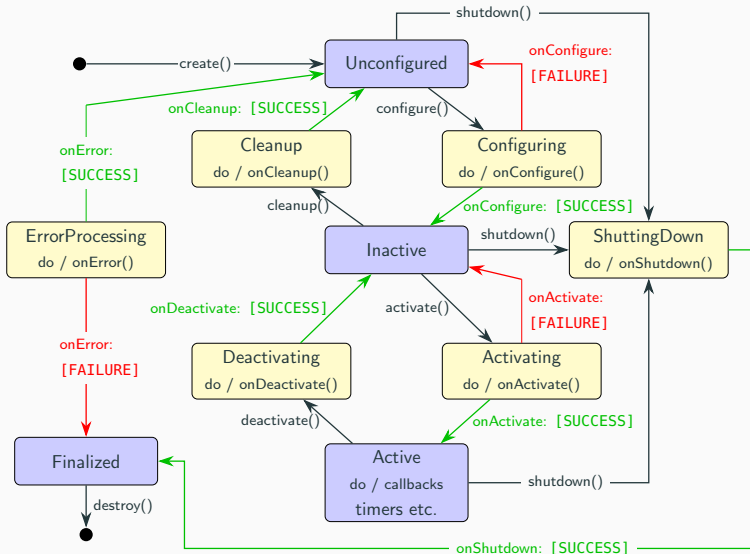 shutdown()
onConfigure:
[FAILURE]
create()
Unconfigured
onCleanup: [SUCCESS]
configure()
Cleanup
do / onCleanup()
Configuring
do / onConfigure()
onError:
[SUCCESS]
cleanup()
onConfigure: [SUCCESS]
ErrorProcessing
do / onError()
Inactive
shutdown()
ShuttingDown
do / onShutdown()
onDeactivate: [SUCCESS]
activate()
onActivate:
[FAILURE]
onError:
[FAILURE]
Deactivating
do / onDeactivate()
Activating
do / onActivate()
deactivate()
onActivate: [SUCCESS]
Finalized
Active
do / callbacks
timers etc.
shutdown()
destroy()
onShutdown: [SUCCESS]